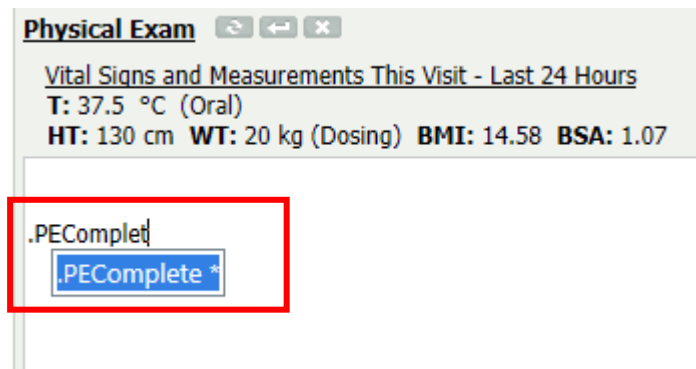 Physical Exam
Vital Signs and Measurements This Visit - Last 24 Hours
T: 37.5 °C (Oral)
HT: 130 cm WT: 20 kg (Dosing) BMI: 14.58 BSA: 1.07
.PEComplet
.PEComplete *